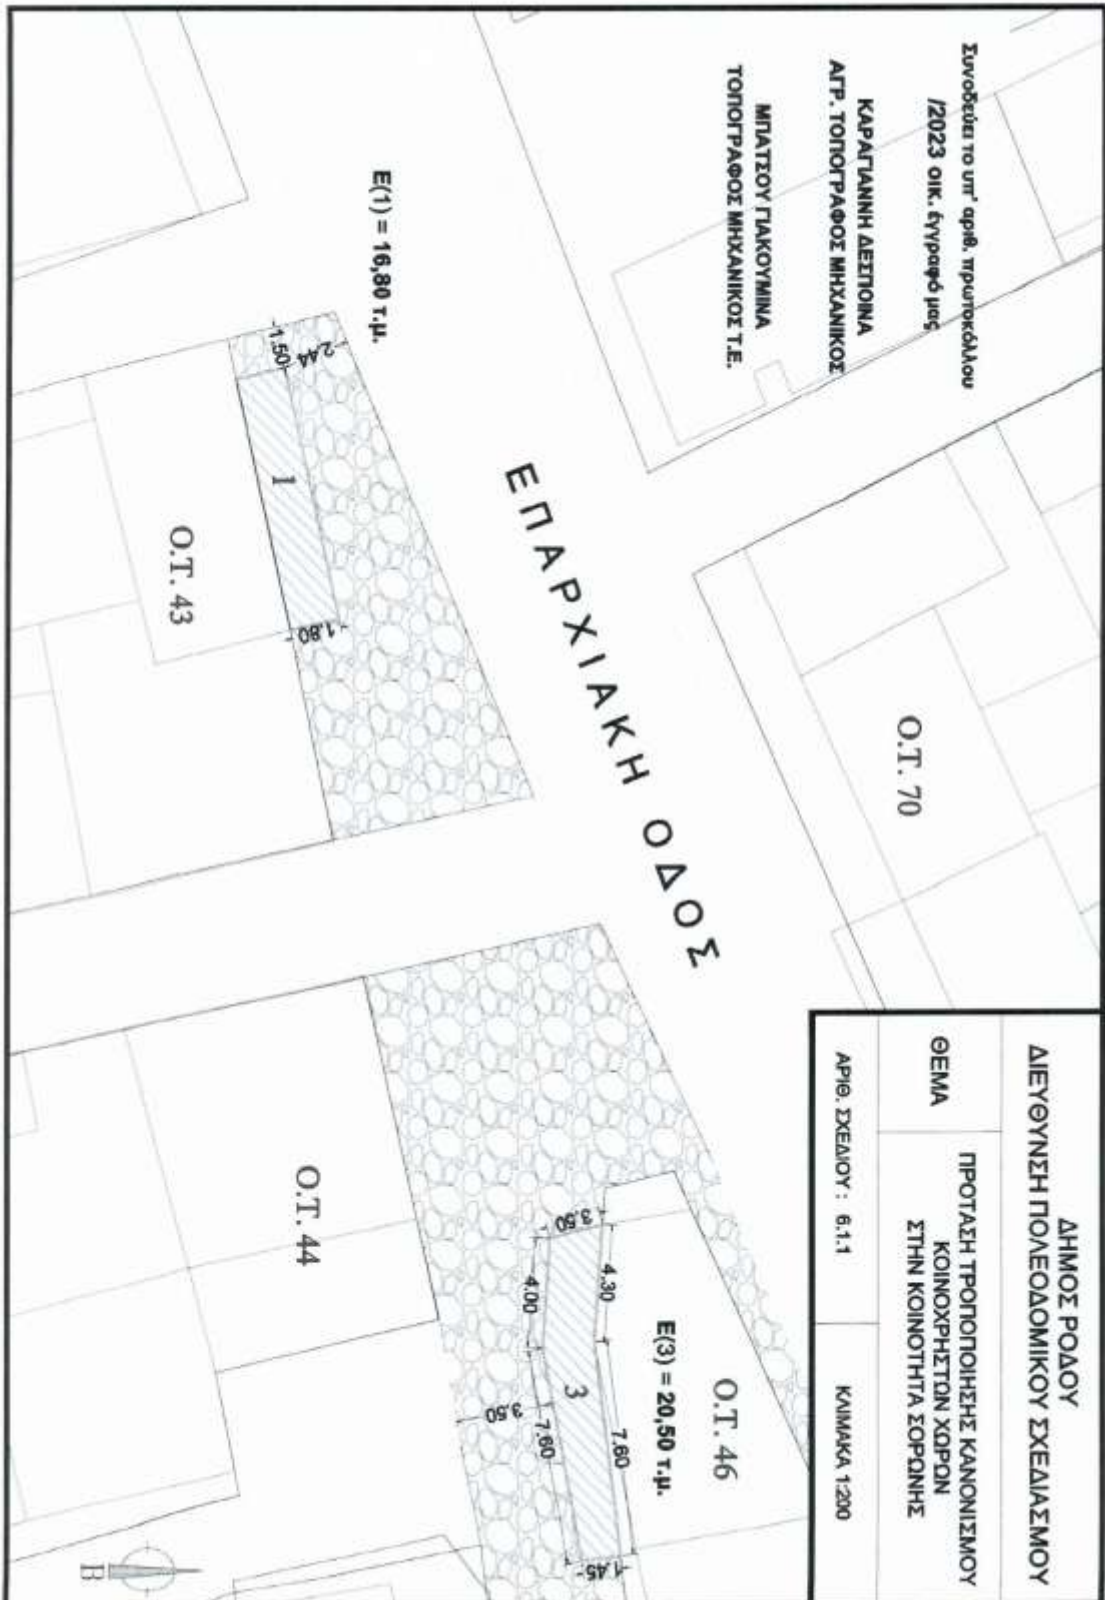 Συνοδεύει το υπ' αριθ. πρωτοκόλλου
/2023 οικ. έγγραφό μας
ΚΑΡΑΓΙΑΝΝΗ ΔΕΣΠΟΙΝΑ
ΑΓΡ. ΤΟΠΟΓΡΑΦΟΣ ΜΗΧΑΝΙΚΟΣ
ΜΠΑΤΣΟΥ ΓΙΑΚΟΥΜΙΝΑ
ΤΟΠΟΓΡΑΦΟΣ ΜΗΧΑΝΙΚΟΣ Τ.Ε.
ΔΗΜΟΣ ΡΟΔΟΥ
ΔΙΕΥΘΥΝΣΗ ΠΟΛΕΟΔΟΜΙΚΟΥ ΣΧΕΔΙΑΣΜΟΥ
ΘΕΜΑ
ΠΡΟΤΑΣΗ ΤΡΟΠΟΠΟΙΗΣΗΣ ΚΑΝΟΝΙΣΜΟΥ
ΚΟΙΝΟΧΡΗΣΤΩΝ ΧΩΡΩΝ
ΣΤΗΝ ΚΟΙΝΟΤΗΤΑ ΣΟΡΩΝΗΣ
ΑΡΙΘ. ΣΧΕΔΙΟΥ : 6.1.1
ΚΛΙΜΑΚΑ 1:200
Ο.Τ. 70
ΕΠΑΡΧΙΑΚΗ ΟΔΟΣ
Ε(1) = 16,80 τ.μ.
2.44
1.50
1
1.80
Ο.Τ. 43
Ο.Τ. 46
Ε(3) = 20,50 τ.μ.
3.50
4.30
7.60
4.00
3
7.60
3.50
1.45
Ο.Τ. 44
Β